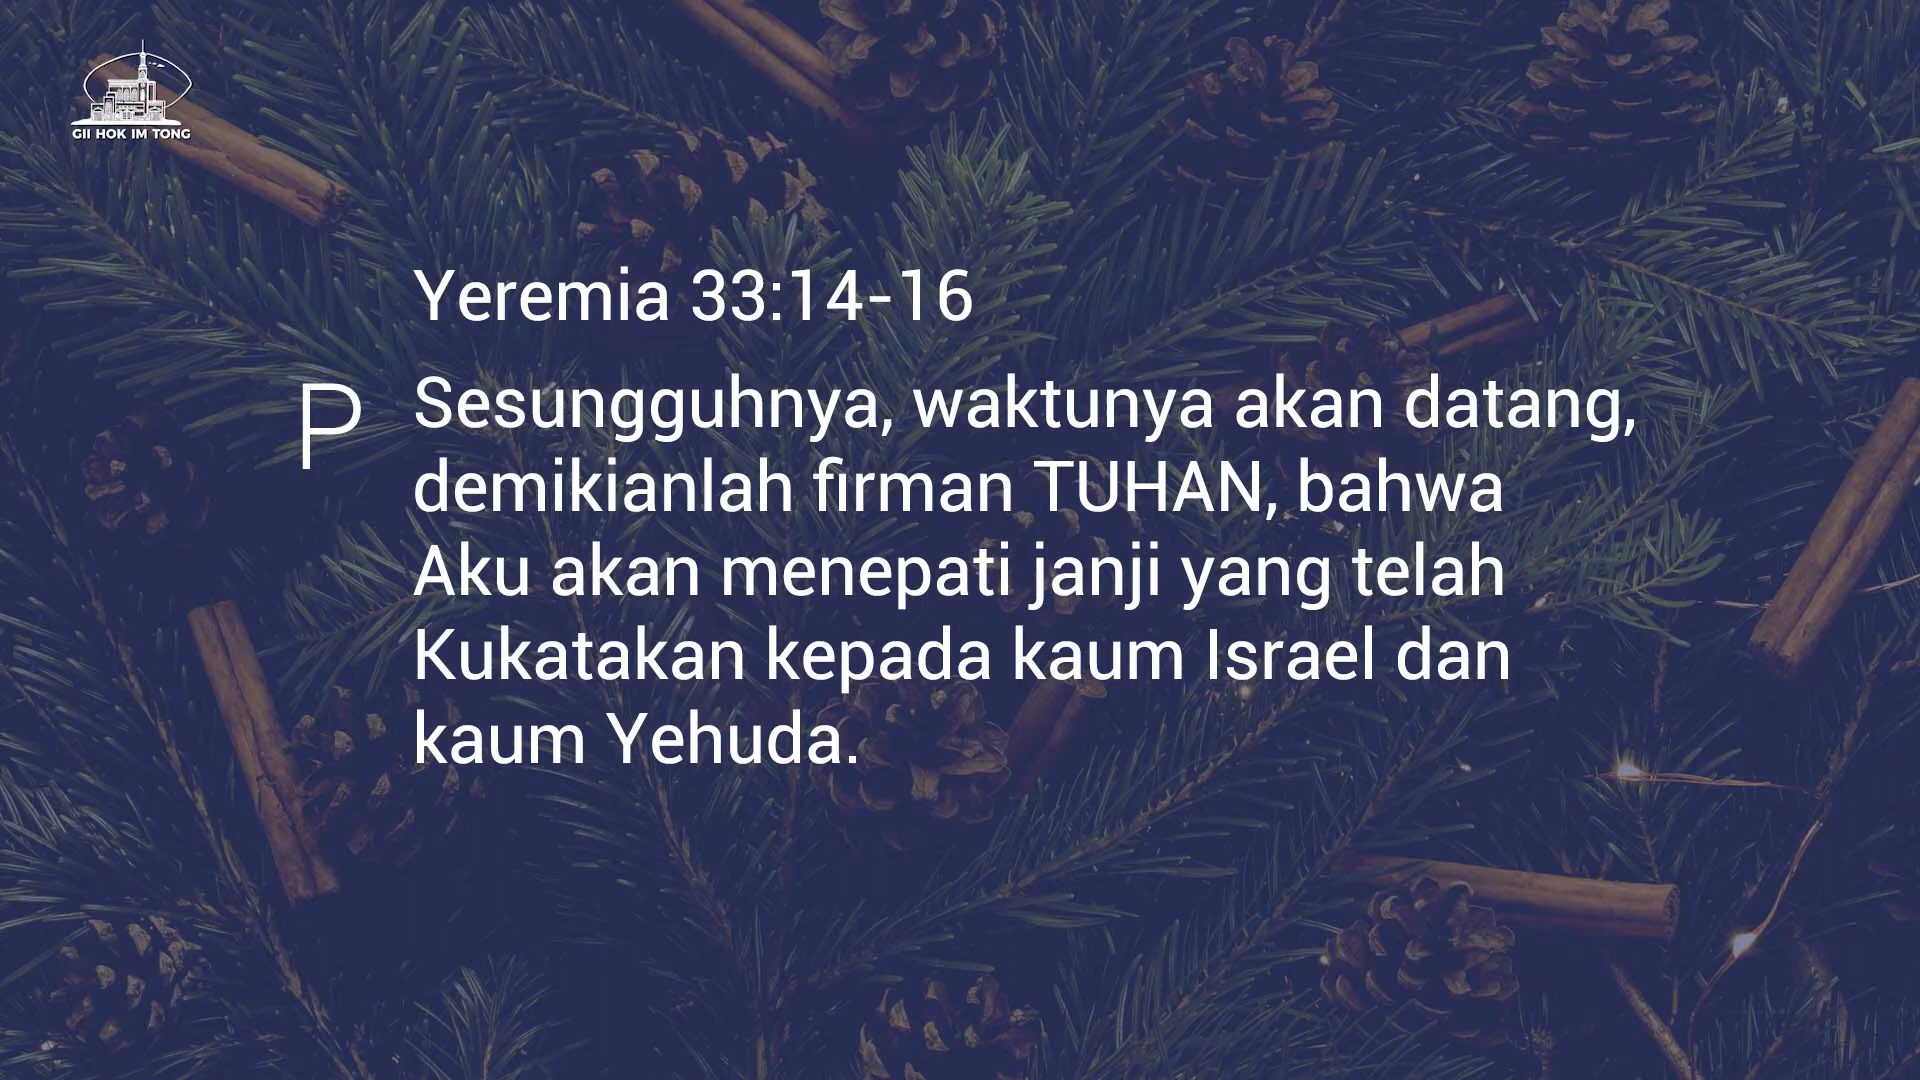 GII HOK IM TONG
Yeremia 33:14-16
P
Sesungguhnya, waktunya akan datang,
demikianlah firman TUHAN, bahwa
Aku akan menepati janji yang telah
Kukatakan kepada kaum Israel dan
kaum Yehuda.